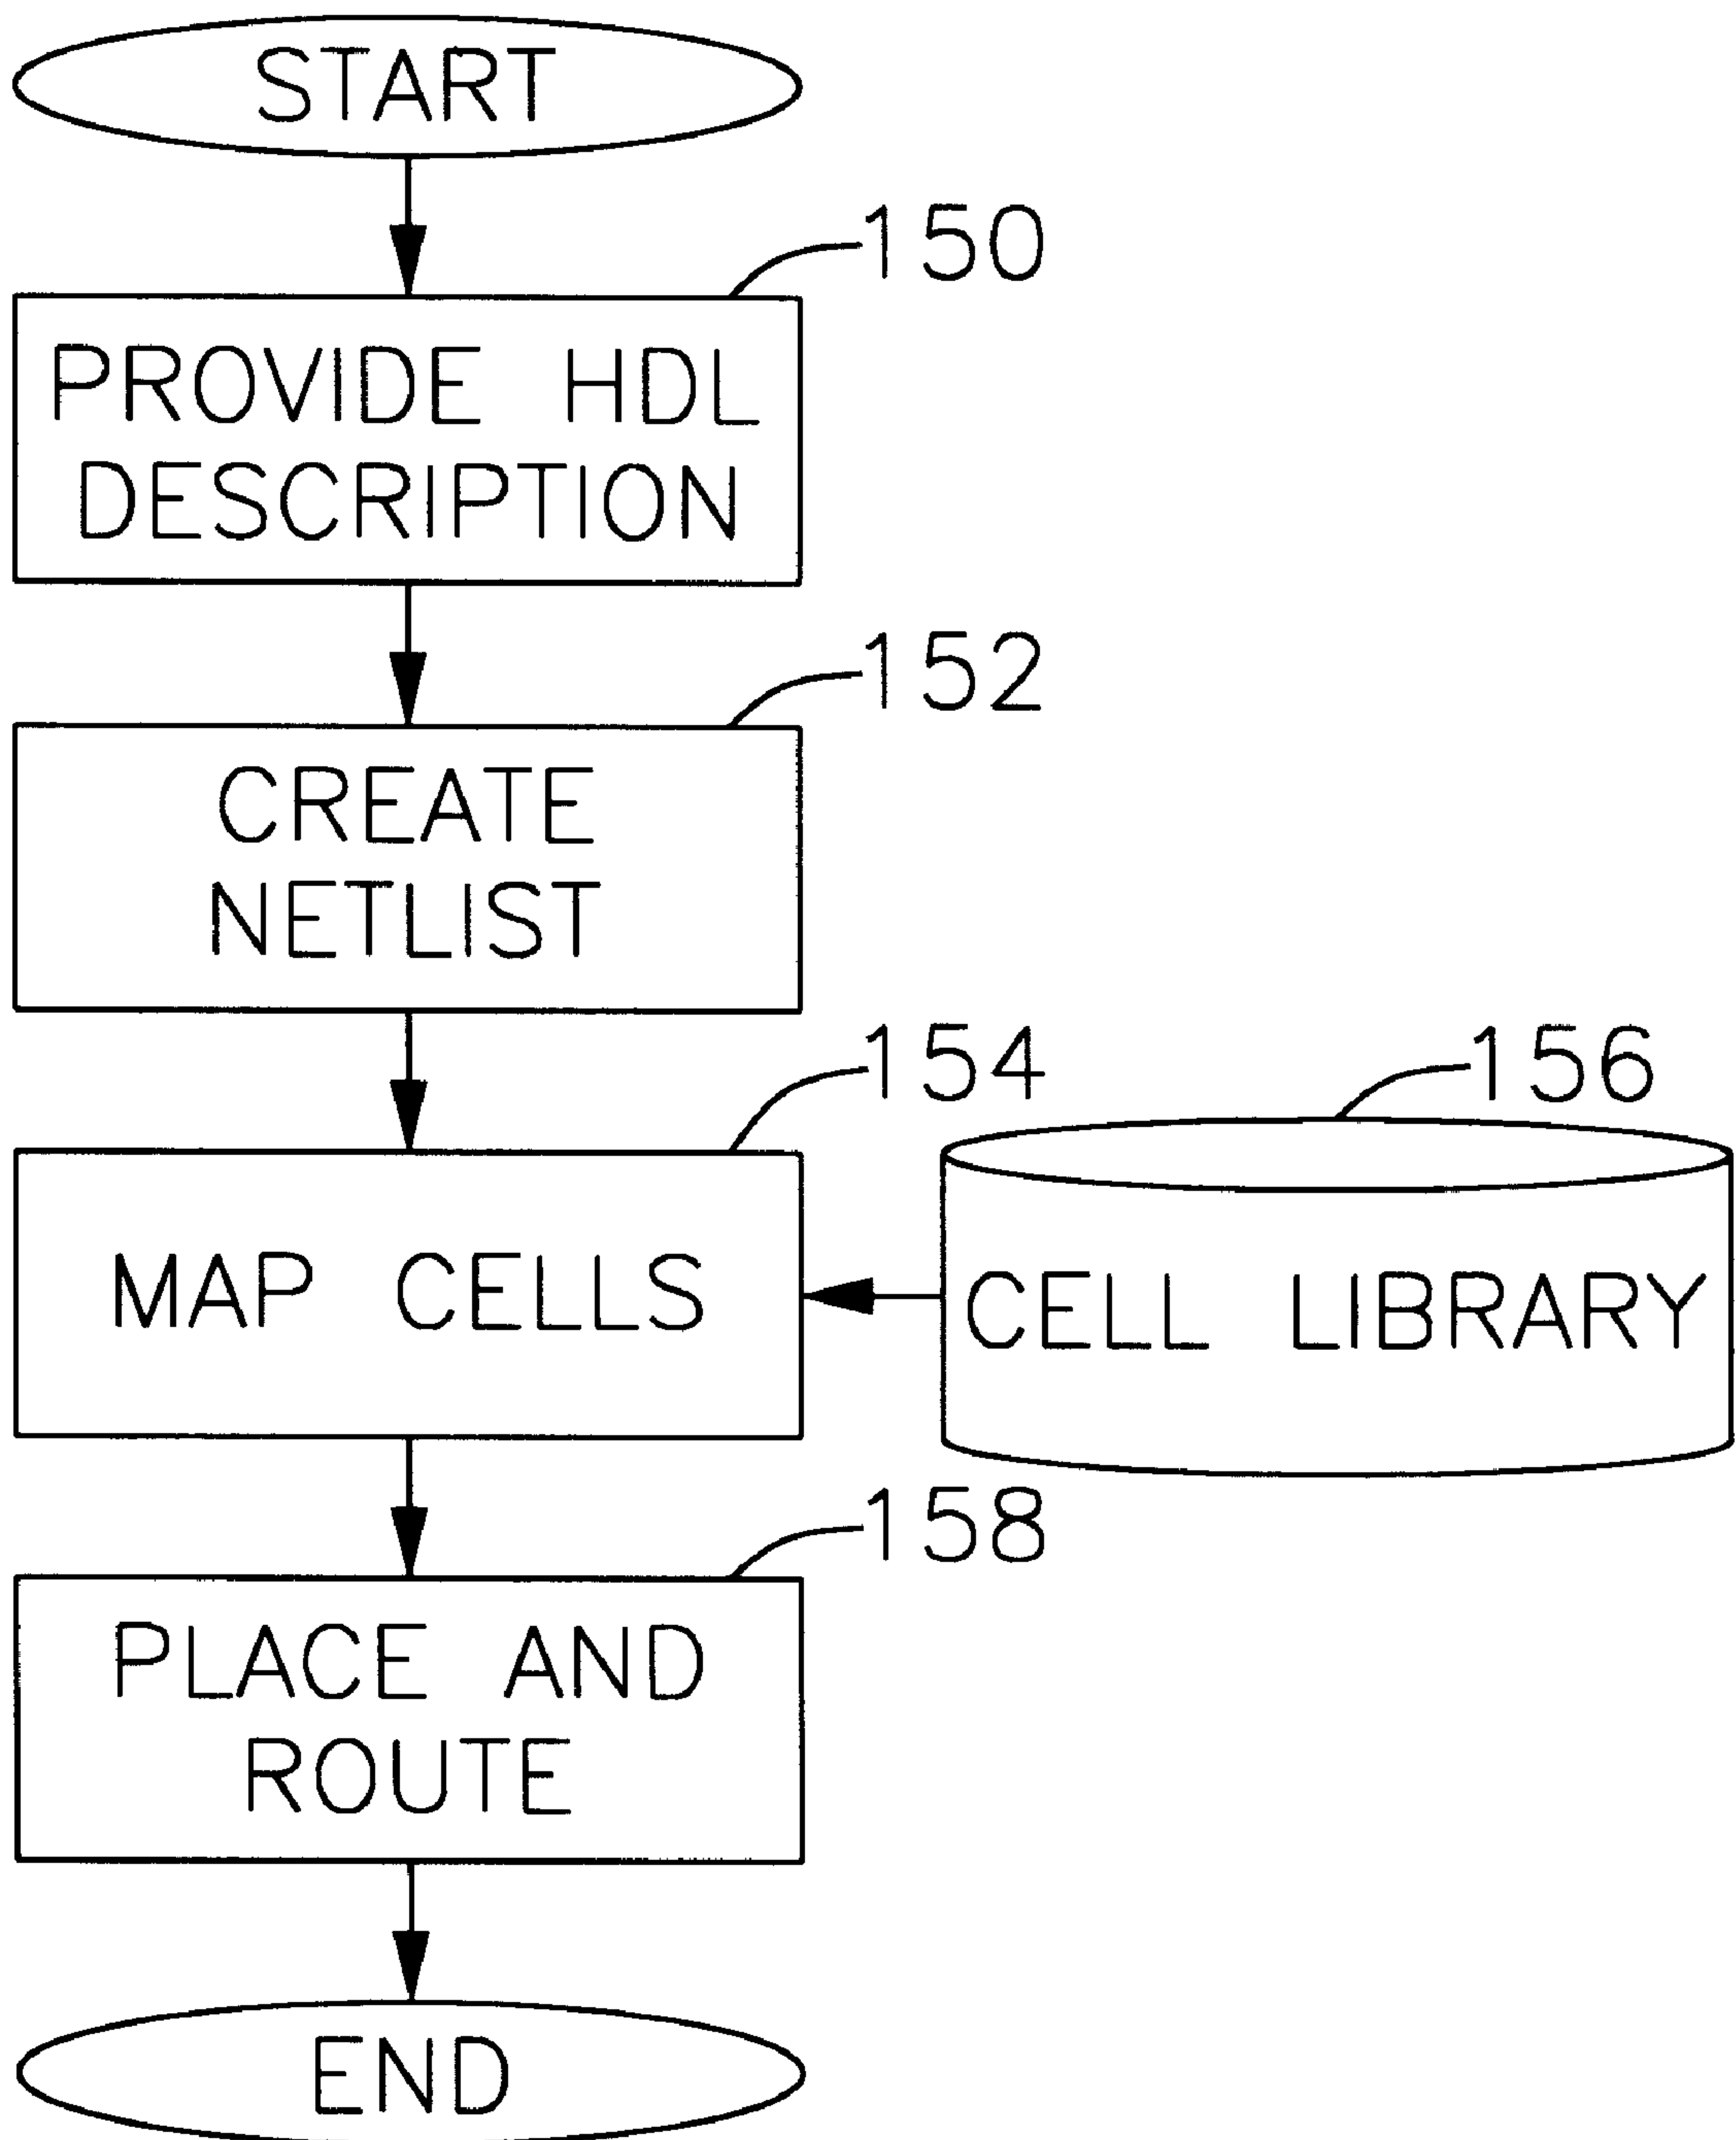 START
150
PROVIDE HDL
DESCRIPTION
152
CREATE
NETLIST
154
156
MAP CELLS
CELL LIBRARY
158
PLACE AND
ROUTE
END